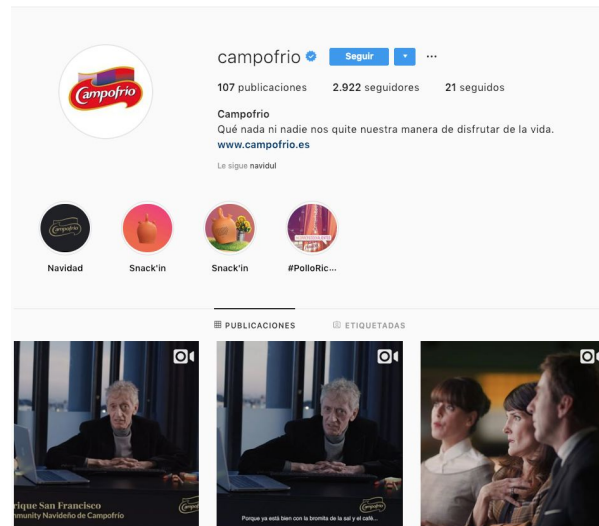 campofrio
Seguir
107 publicaciones 2.922 seguidores 21 seguidos
Campofrio
Campofrio
Qué nada ni nadie nos quite nuestra manera de disfrutar de la vida.
www.campofrio.es
Le sigue navidul
Campofrio
Navidad Snack'in Snack'in #PolloRic...
PUBLICACIONES ETIQUETADAS
rique San Francisco
mmunity Navideño de Campofrío
Campofrio
Porque ya está bien con la bromita de la sal y el café...
Campofrio